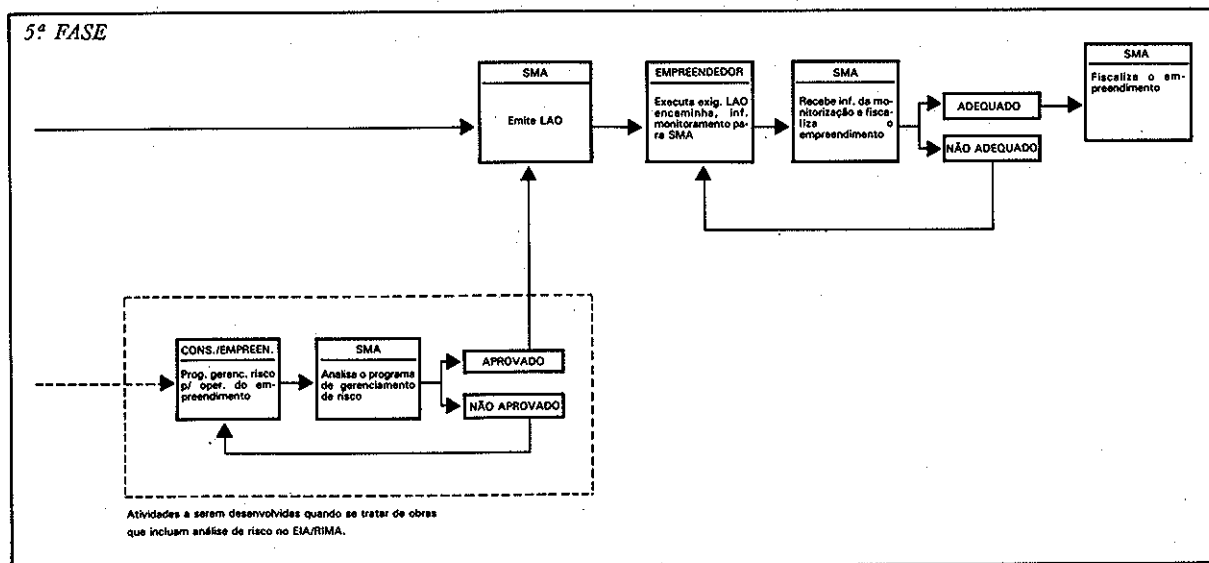 5ª FASE
SMA
Emite LAO
EMPREENDEDOR
Executa exig. LAO
encaminha, inf.
monitoramento pa-
ra SMA
SMA
Recebe inf. da mo-
nitorização e fisca-
liza o
empreendimento
ADEQUADO
NÃO ADEQUADO
SMA
Fiscaliza o em-
preendimento
CONS./EMPREEN.
Prog. gerenc. risco
p/ oper. do em-
preendimento
SMA
Analisa o programa
de gerenciamento
de risco
APROVADO
NÃO APROVADO
Atividades a serem desenvolvidas quando se tratar de obras
que incluam análise de risco no EIA/RIMA.